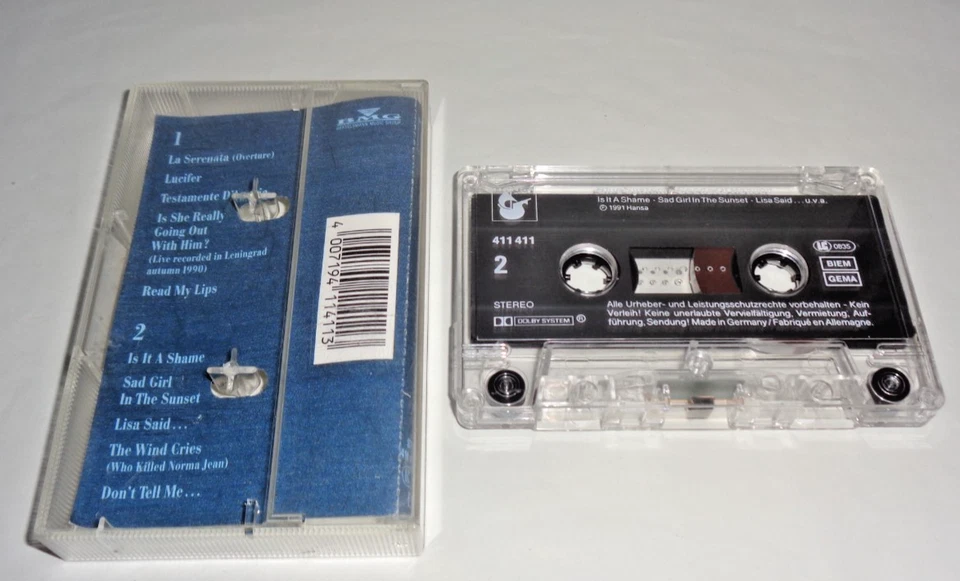 BMG
1
La Serenata (Overture)
Lucifer
Testamente
Is She Really
Going Out
With Him?
(Live recorded in Leningrad
autumn 1990)
Read My Lips
2
Is It A Shame
Sad Girl
In The Sunset
Lisa Said...
The Wind Cries
(Who Killed Norma Jean)
Don't Tell Me...
4 007194 114113
Is It A Shame - Sad Girl In The Sunset - Lisa Said... u.v.a.
℗ 1991 Hansa
411 411
2
LC 0835
BIEM
GEMA
STEREO
DOLBY SYSTEM ®
Alle Urheber- und Leistungsschutzrechte vorbehalten - Kein
Verleih! Keine unerlaubte Vervielfältigung, Vermietung, Auf-
führung, Sendung! Made in Germany / Fabriqué en Allemagne.